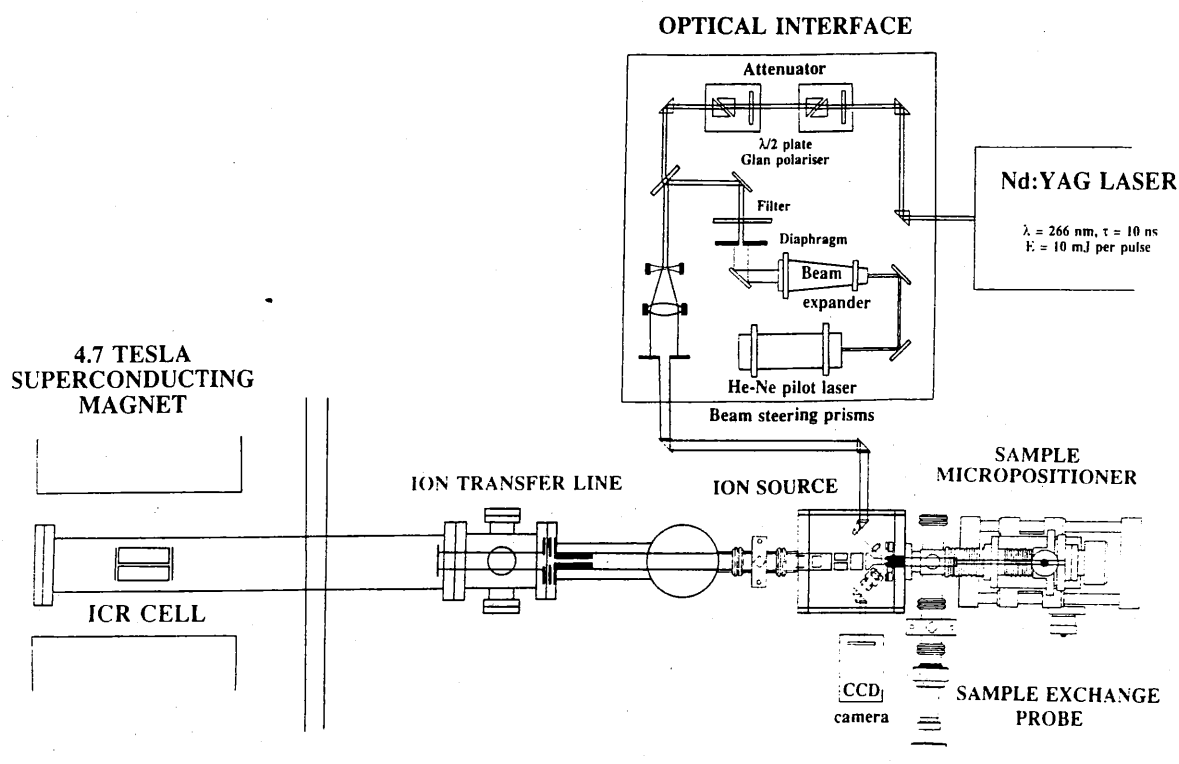 OPTICAL INTERFACE
Attenuator
λ/2 plate
Glan polariser
Nd:YAG LASER
λ = 266 nm, τ = 10 ns
E = 10 mJ per pulse
Filter
Diaphragm
Beam
expander
He-Ne pilot laser
Beam steering prisms
4.7 TESLA
SUPERCONDUCTING
MAGNET
ION TRANSFER LINE
ION SOURCE
SAMPLE
MICROPOSITIONER
ICR CELL
CCD
camera
SAMPLE EXCHANGE
PROBE